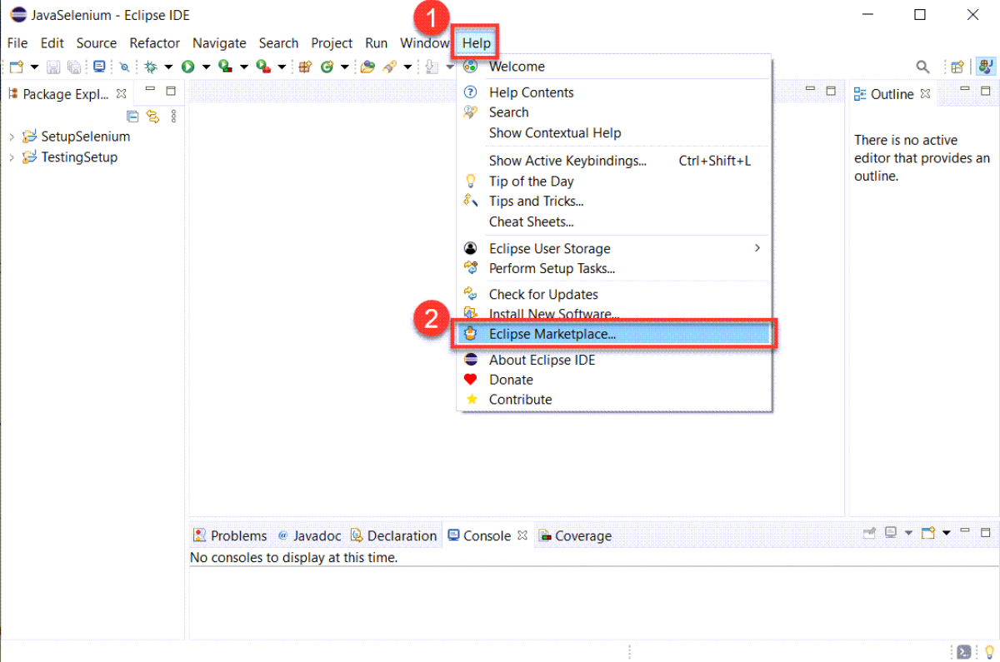 JavaSelenium - Eclipse IDE
1
File Edit Source Refactor Navigate Search Project Run Window Help
Package Expl...
SetupSelenium
TestingSetup
Welcome
Help Contents
Search
Show Contextual Help
Show Active Keybindings... Ctrl+Shift+L
Tip of the Day
Tips and Tricks...
Cheat Sheets...
Eclipse User Storage
Perform Setup Tasks...
Check for Updates
Install New Software...
2
Eclipse Marketplace...
About Eclipse IDE
Donate
Contribute
Outline
There is no active
editor that provides an
outline.
Problems @ Javadoc Declaration Console Coverage
No consoles to display at this time.